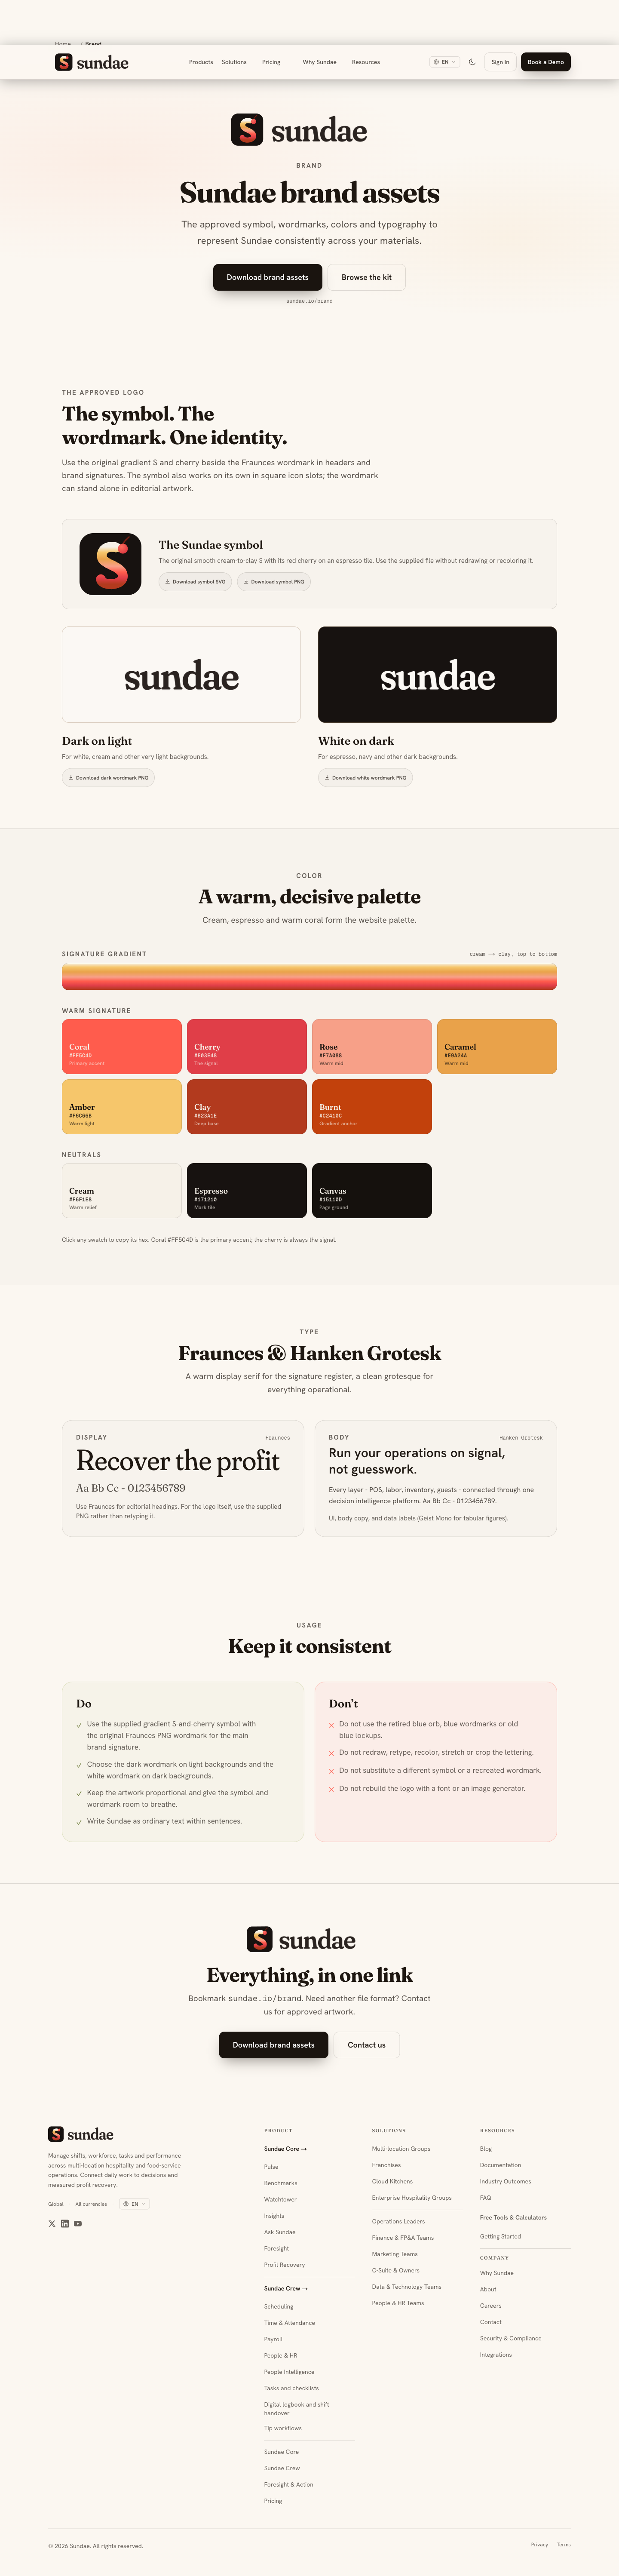 Home / Brand
sundae
Products
Solutions
Pricing
Why Sundae
Resources
EN
Sign In
Book a Demo
sundae
BRAND
Sundae brand assets
The approved symbol, wordmarks, colors and typography to
represent Sundae consistently across your materials.
Download brand assets
Browse the kit
sundae.io/brand
THE APPROVED LOGO
The symbol. The
wordmark. One identity.
Use the original gradient S and cherry beside the Fraunces wordmark in headers and
brand signatures. The symbol also works on its own in square icon slots; the wordmark
can stand alone in editorial artwork.
The Sundae symbol
The original smooth cream-to-clay S with its red cherry on an espresso tile. Use the supplied file without redrawing or recoloring it.
Download symbol SVG
Download symbol PNG
sundae
sundae
Dark on light
For white, cream and other very light backgrounds.
Download dark wordmark PNG
White on dark
For espresso, navy and other dark backgrounds.
Download white wordmark PNG
COLOR
A warm, decisive palette
Cream, espresso and warm coral form the website palette.
SIGNATURE GRADIENT
cream → clay, top to bottom
WARM SIGNATURE
Coral
#FF5C4D
Primary accent
Cherry
#E03E48
The signal
Rose
#F7A088
Warm mid
Caramel
#E9A24A
Warm mid
Amber
#F6C668
Warm light
Clay
#B23A1E
Deep base
Burnt
#C2410C
Gradient anchor
NEUTRALS
Cream
#F6F1E8
Warm relief
Espresso
#171210
Mark tile
Canvas
#15110D
Page ground
Click any swatch to copy its hex. Coral #FF5C4D is the primary accent; the cherry is always the signal.
TYPE
Fraunces & Hanken Grotesk
A warm display serif for the signature register, a clean grotesque for
everything operational.
DISPLAY
Fraunces
Recover the profit
Aa Bb Cc - 0123456789
Use Fraunces for editorial headings. For the logo itself, use the supplied
PNG rather than retyping it.
BODY
Hanken Grotesk
Run your operations on signal,
not guesswork.
Every layer - POS, labor, inventory, guests - connected through one
decision intelligence platform. Aa Bb Cc - 0123456789.
UI, body copy, and data labels (Geist Mono for tabular figures).
USAGE
Keep it consistent
Do
Use the supplied gradient S-and-cherry symbol with
the original Fraunces PNG wordmark for the main
brand signature.
Choose the dark wordmark on light backgrounds and the
white wordmark on dark backgrounds.
Keep the artwork proportional and give the symbol and
wordmark room to breathe.
Write Sundae as ordinary text within sentences.
Don’t
Do not use the retired blue orb, blue wordmarks or old
blue lockups.
Do not redraw, retype, recolor, stretch or crop the lettering.
Do not substitute a different symbol or a recreated wordmark.
Do not rebuild the logo with a font or an image generator.
sundae
Everything, in one link
Bookmark sundae.io/brand. Need another file format? Contact
us for approved artwork.
Download brand assets
Contact us
sundae
Manage shifts, workforce, tasks and performance
across multi-location hospitality and food-service
operations. Connect daily work to decisions and
measured profit recovery.
Global
All currencies
EN
PRODUCT
Sundae Core →
Pulse
Benchmarks
Watchtower
Insights
Ask Sundae
Foresight
Profit Recovery
Sundae Crew →
Scheduling
Time & Attendance
Payroll
People & HR
People Intelligence
Tasks and checklists
Digital logbook and shift
handover
Tip workflows
Sundae Core
Sundae Crew
Foresight & Action
Pricing
SOLUTIONS
Multi-location Groups
Franchises
Cloud Kitchens
Enterprise Hospitality Groups
Operations Leaders
Finance & FP&A Teams
Marketing Teams
C-Suite & Owners
Data & Technology Teams
People & HR Teams
RESOURCES
Blog
Documentation
Industry Outcomes
FAQ
Free Tools & Calculators
Getting Started
COMPANY
Why Sundae
About
Careers
Contact
Security & Compliance
Integrations
© 2026 Sundae. All rights reserved.
Privacy
Terms